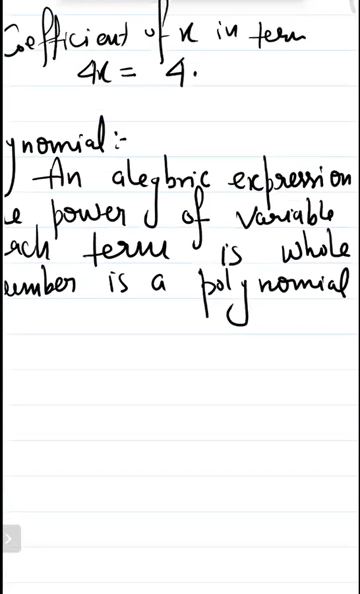 Coefficient of x in term
4x = 4.
ynomial :-
) An alegbric expression
e power of variable
ach term is whole
umber is a polynomial